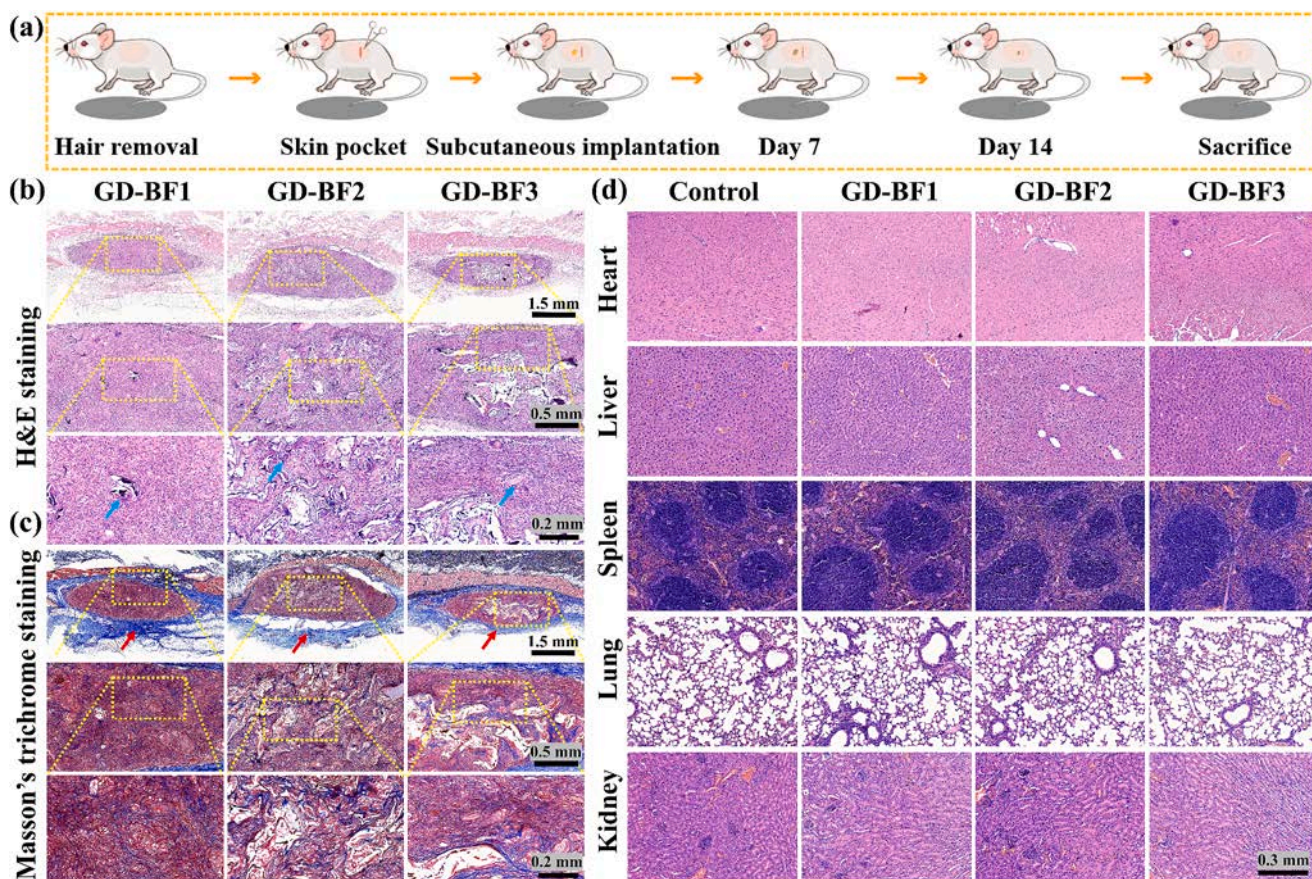 (a)
Hair removal Skin pocket Subcutaneous implantation Day 7 Day 14 Sacrifice
(b) GD-BF1 GD-BF2 GD-BF3
H&E staining
1.5 mm
0.5 mm
0.2 mm
(c)
Masson's trichrome staining
1.5 mm
0.5 mm
0.2 mm
(d) Control GD-BF1 GD-BF2 GD-BF3
Heart
Liver
Spleen
Lung
Kidney
0.3 mm